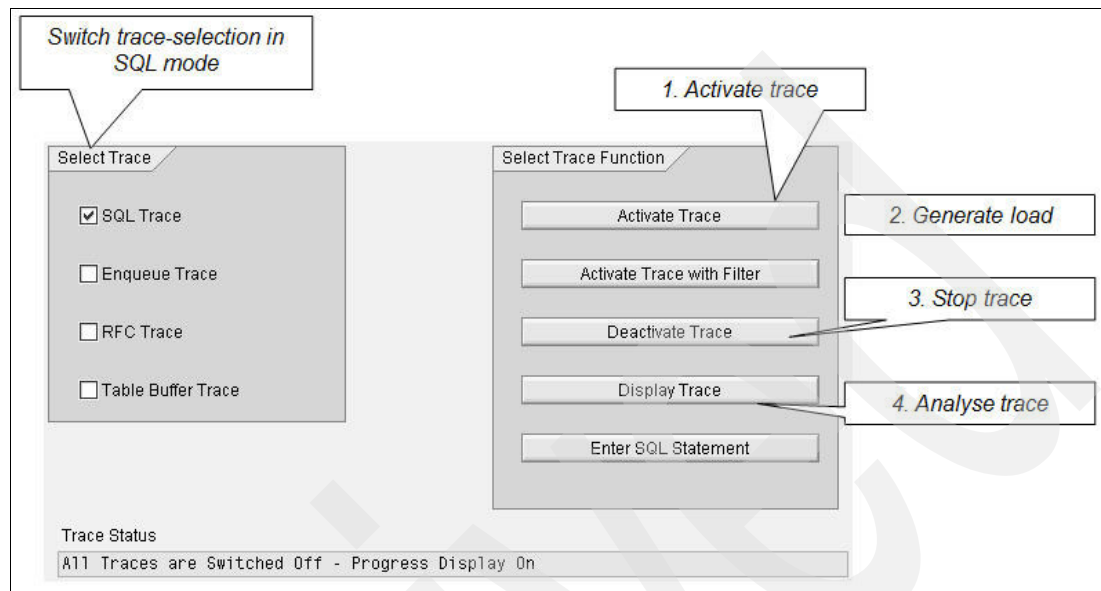 Switch trace-selection in
SQL mode
1. Activate trace
Select Trace
Select Trace Function
SQL Trace
Activate Trace
2. Generate load
Enqueue Trace
Activate Trace with Filter
3. Stop trace
RFC Trace
Deactivate Trace
Table Buffer Trace
Display Trace
4. Analyse trace
Enter SQL Statement
Trace Status
All Traces are Switched Off - Progress Display On